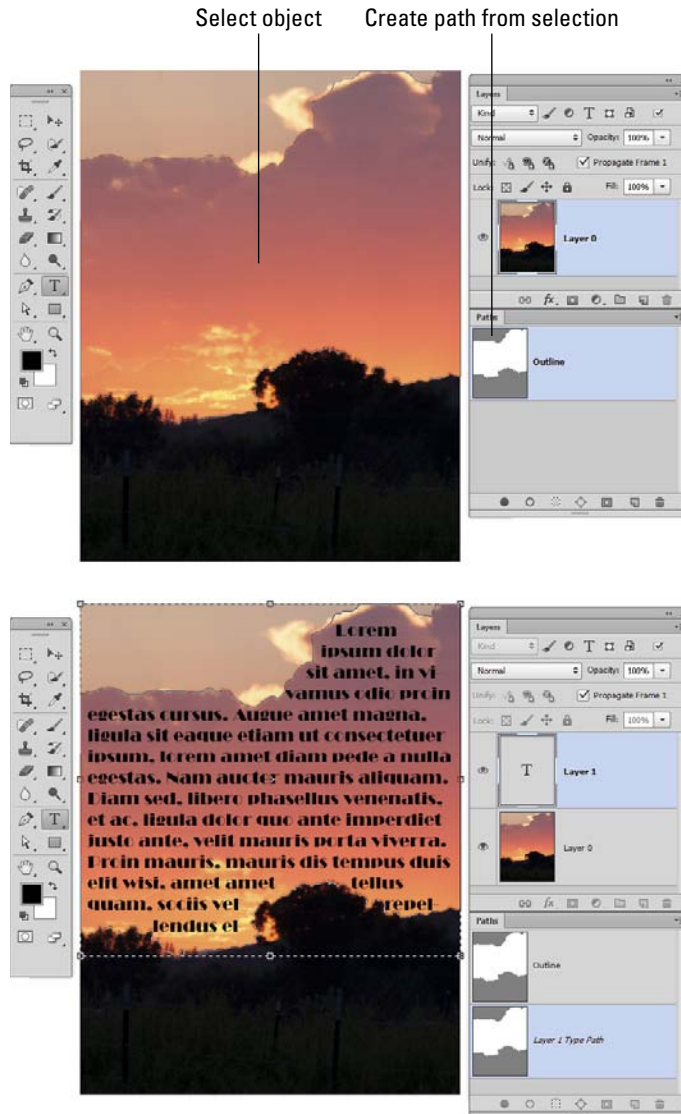 Select object Create path from selection
Layers
Kind
Normal Opacity: 100%
Unify: Propagate Frame 1
Lock: Fill: 100%
Layer 0
fx
Paths
Outline
T
Lorem
ipsum dolor
sit amet, in vi
vamus odio proin
egestas cursus. Augue amet magna,
ligula sit eaque etiam ut consectetuer
ipsum, lorem amet diam pede a nulla
egestas. Nam auctor mauris aliquam.
Diam sed, libero phasellus venenatis,
et ac, ligula dolor quo ante imperdiet
justo ante, velit mauris porta viverra.
Proin mauris, mauris dis tempus duis
elit wisi, amet amet tellus
quam, sociis vel repel-
lendus el
Layers
Kind
Normal Opacity: 100%
Unify: Propagate Frame 1
Lock: Fill: 100%
T Layer 1
Layer 0
fx
Paths
Outline
Layer 1 Type Path